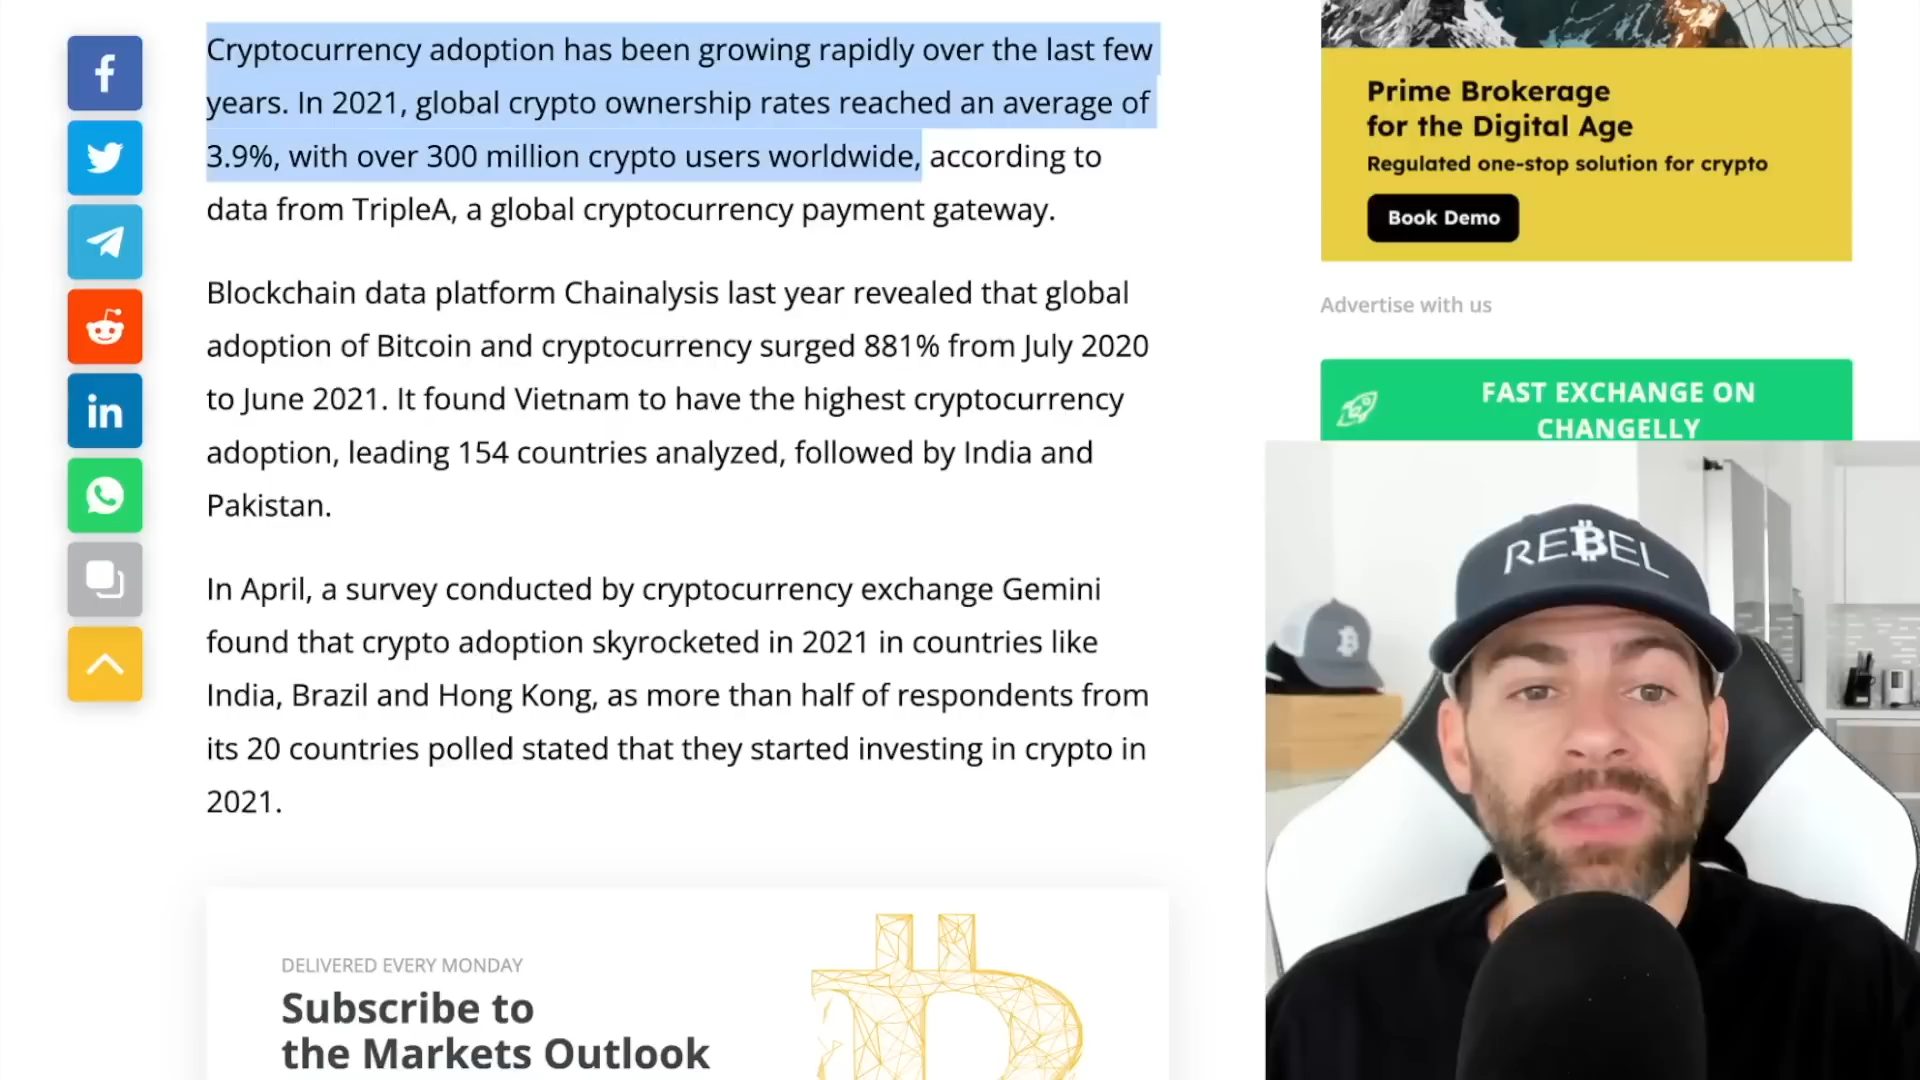 Cryptocurrency adoption has been growing rapidly over the last few
years. In 2021, global crypto ownership rates reached an average of
3.9%, with over 300 million crypto users worldwide, according to
data from TripleA, a global cryptocurrency payment gateway.
Blockchain data platform Chainalysis last year revealed that global
adoption of Bitcoin and cryptocurrency surged 881% from July 2020
to June 2021. It found Vietnam to have the highest cryptocurrency
adoption, leading 154 countries analyzed, followed by India and
Pakistan.
In April, a survey conducted by cryptocurrency exchange Gemini
found that crypto adoption skyrocketed in 2021 in countries like
India, Brazil and Hong Kong, as more than half of respondents from
its 20 countries polled stated that they started investing in crypto in
2021.
DELIVERED EVERY MONDAY
Subscribe to
the Markets Outlook
Prime Brokerage
for the Digital Age
Regulated one-stop solution for crypto
Book Demo
Advertise with us
FAST EXCHANGE ON
CHANGELLY
RE₿EL